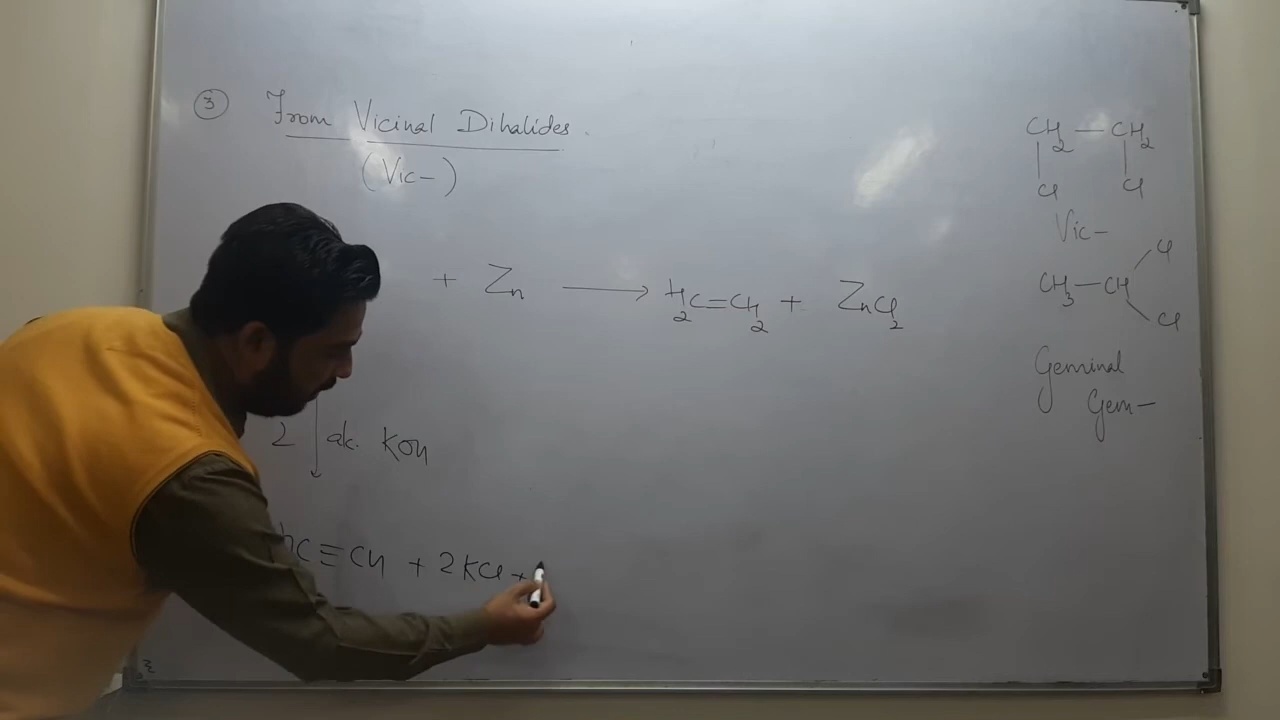 ③ From Vicinal Dihalides.
(Vic-)
+ Zn ⟶ H₂C=CH₂ + ZnCl₂
2 ↓ alc. KOH
HC≡CH + 2KCl +
CH₂—CH₂
Cl Cl
Vic-
Cl
CH₃—CH
Cl
Geminal
Gem-